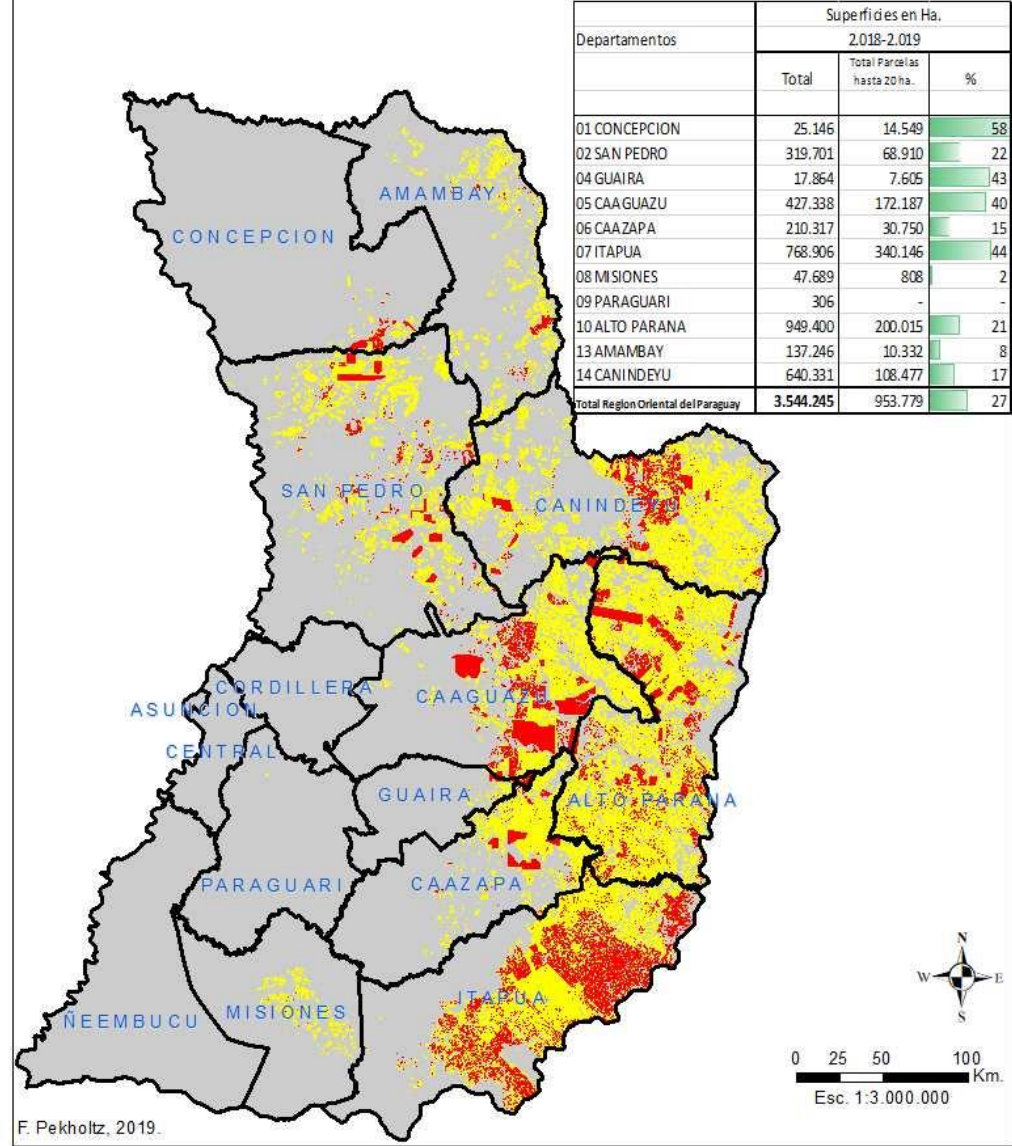 Superficies en Ha.
Departamentos 2.018-2.019
Total Total Parcelas hasta 20 ha. %
01 CONCEPCION 25.146 14.549 58
02 SAN PEDRO 319.701 68.910 22
04 GUAIRA 17.864 7.605 43
05 CAAGUAZU 427.338 172.187 40
06 CAAZAPA 210.317 30.750 15
07 ITAPUA 768.906 340.146 44
08 MISIONES 47.689 808 2
09 PARAGUARI 306 - -
10 ALTO PARANA 949.400 200.015 21
13 AMAMBAY 137.246 10.332 8
14 CANINDEYU 640.331 108.477 17
Total Region Oriental del Paraguay 3.544.245 953.779 27
AMAMBAY
CONCEPCION
SAN PEDRO
CANINDEYU
CORDILLERA
CAAGUAZU
ASUNCION
CENTRAL
GUAIRA
ALTO PARANA
PARAGUARI
CAAZAPA
ITAPUA
MISIONES
ÑEEMBUCU
N
W E
S
0 25 50 100
Km.
Esc. 1:3.000.000
F. Pekholtz, 2019.